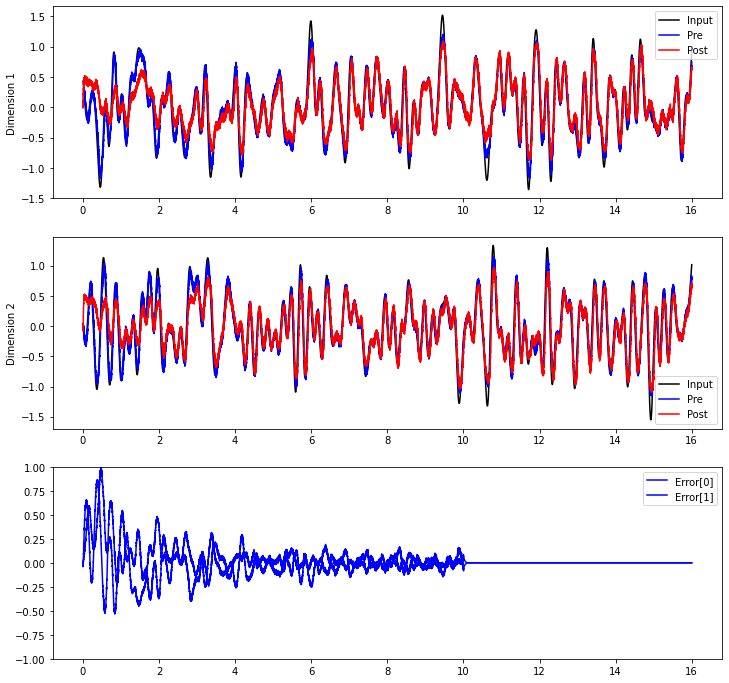 1.5
1.0
0.5
0.0
−0.5
−1.0
−1.5
Dimension 1
Input
Pre
Post
0 2 4 6 8 10 12 14 16
1.0
0.5
0.0
−0.5
−1.0
−1.5
Dimension 2
Input
Pre
Post
0 2 4 6 8 10 12 14 16
1.00
0.75
0.50
0.25
0.00
−0.25
−0.50
−0.75
−1.00
Error[0]
Error[1]
0 2 4 6 8 10 12 14 16